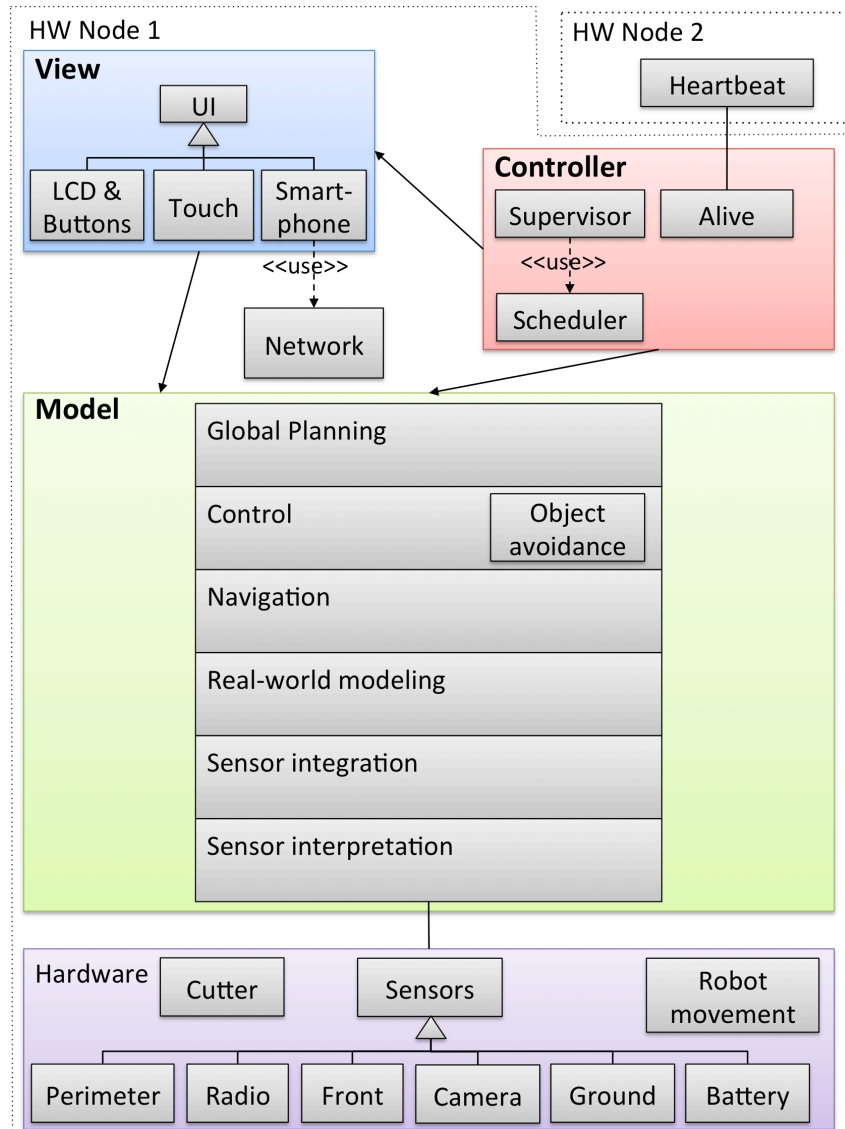 HW Node 1
HW Node 2
View
UI
LCD &
Buttons
Touch
Smart-
phone
<<use>>
Network
Heartbeat
Controller
Supervisor
Alive
<<use>>
Scheduler
Model
Global Planning
Control
Object
avoidance
Navigation
Real-world modeling
Sensor integration
Sensor interpretation
Hardware
Cutter
Sensors
Robot
movement
Perimeter
Radio
Front
Camera
Ground
Battery